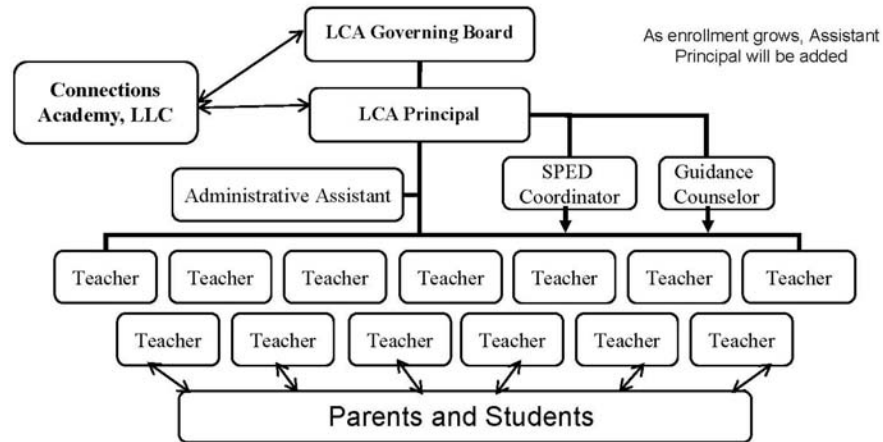 LCA Governing Board
As enrollment grows, Assistant
Principal will be added
Connections
Academy, LLC
LCA Principal
Administrative Assistant
SPED
Coordinator
Guidance
Counselor
Teacher
Teacher
Teacher
Teacher
Teacher
Teacher
Teacher
Teacher
Teacher
Teacher
Teacher
Teacher
Teacher
Parents and Students